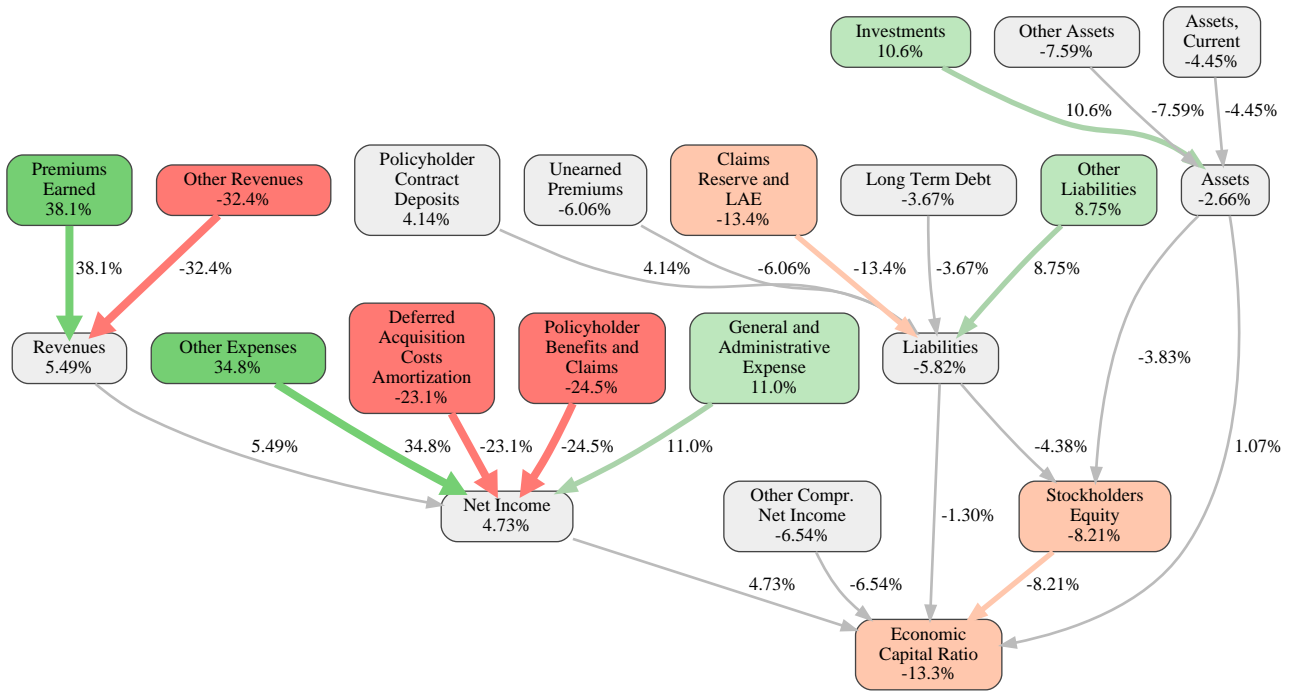 Investments
10.6%
Other Assets
-7.59%
Assets,
Current
-4.45%
10.6%
-7.59%
-4.45%
Premiums
Earned
38.1%
Other Revenues
-32.4%
Policyholder
Contract
Deposits
4.14%
Unearned
Premiums
-6.06%
Claims
Reserve and
LAE
-13.4%
Long Term Debt
-3.67%
Other
Liabilities
8.75%
Assets
-2.66%
38.1%
-32.4%
4.14%
-6.06%
-13.4%
-3.67%
8.75%
Revenues
5.49%
Other Expenses
34.8%
Deferred
Acquisition
Costs
Amortization
-23.1%
Policyholder
Benefits and
Claims
-24.5%
General and
Administrative
Expense
11.0%
Liabilities
-5.82%
-3.83%
5.49%
34.8%
-23.1%
-24.5%
11.0%
-4.38%
1.07%
Net Income
4.73%
Other Compr.
Net Income
-6.54%
-1.30%
Stockholders
Equity
-8.21%
4.73%
-6.54%
-8.21%
Economic
Capital Ratio
-13.3%